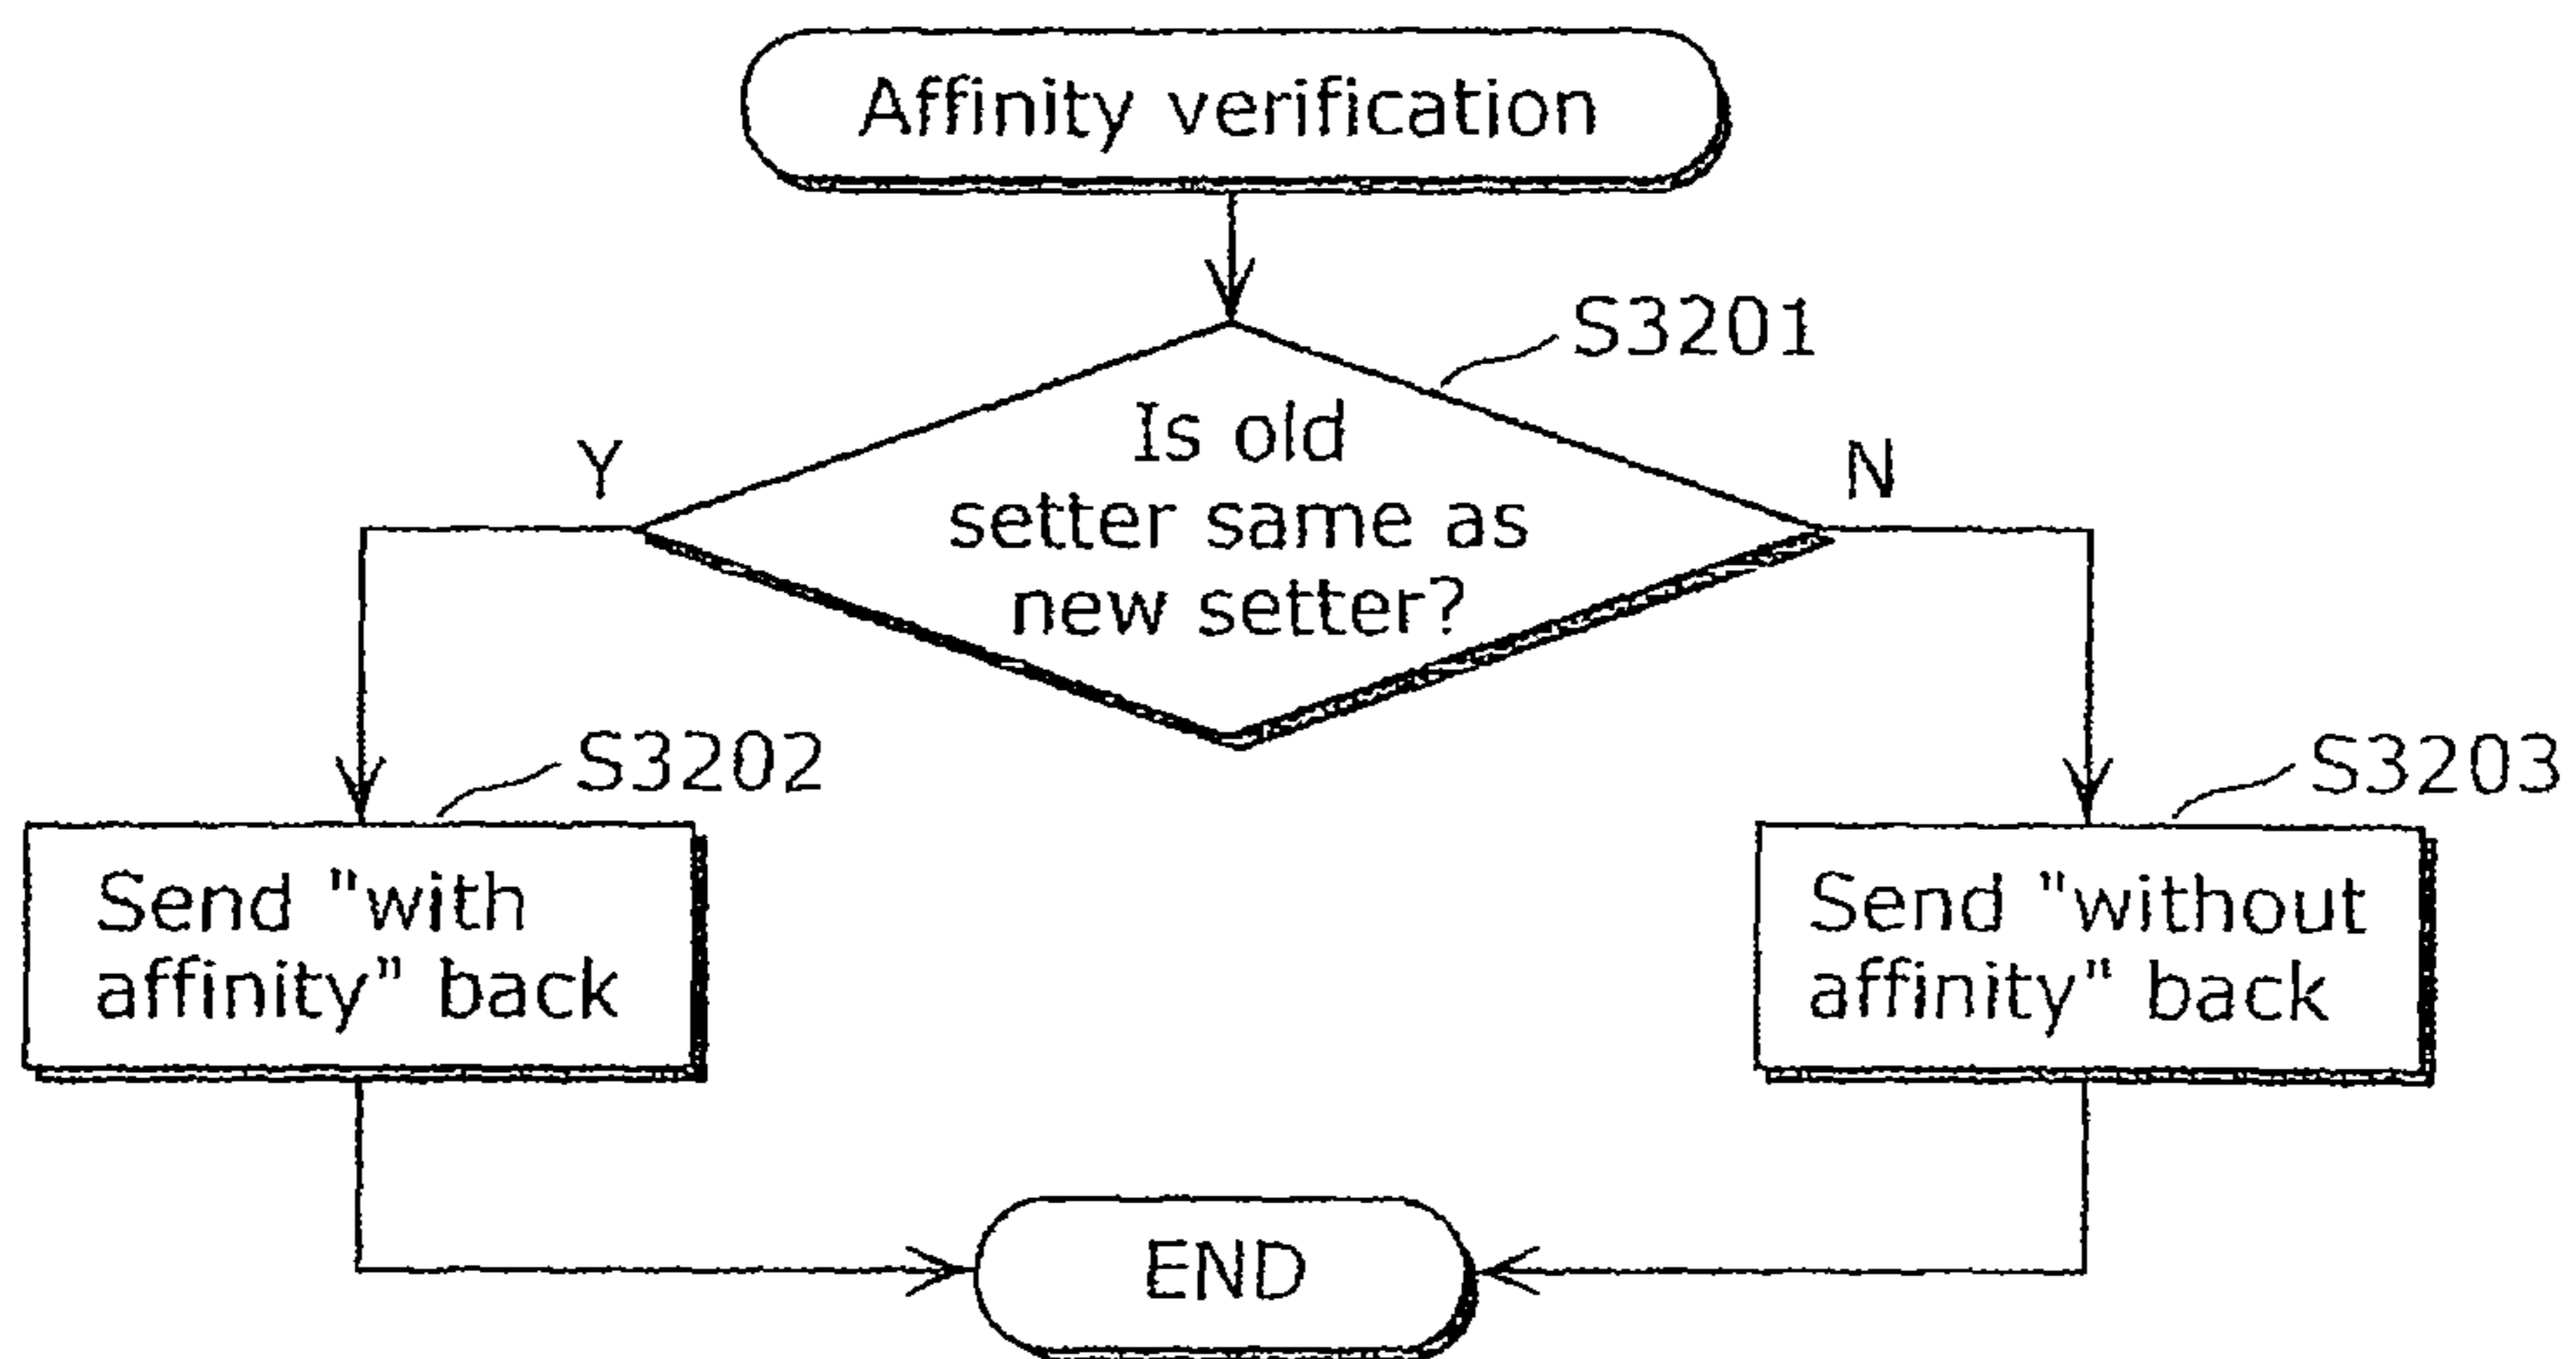 Affinity verification
S3201
Is old
setter same as
new setter?
Y
N
S3202
Send "with
affinity" back
S3203
Send "without
affinity" back
END